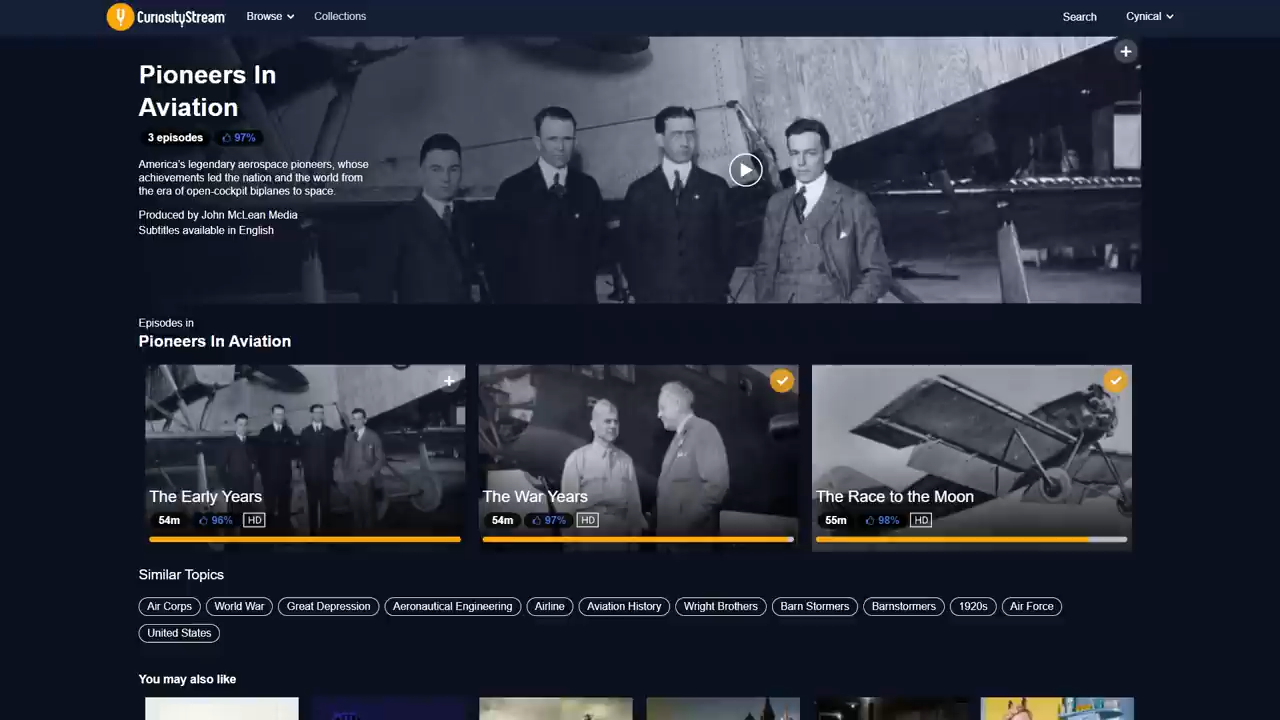 CURIOSITYSTREAM
Browse
Collections
Search
Cynical
Pioneers In
Aviation
3 episodes
97%
America's legendary aerospace pioneers, whose
achievements led the nation and the world from
the era of open-cockpit biplanes to space.
Produced by John McLean Media
Subtitles available in English
Episodes in
Pioneers In Aviation
The Early Years
54m 96% HD
The War Years
54m 97% HD
The Race to the Moon
55m 98% HD
Similar Topics
Air Corps World War Great Depression Aeronautical Engineering Airline Aviation History Wright Brothers Barn Stormers Barnstormers 1920s Air Force
United States
You may also like